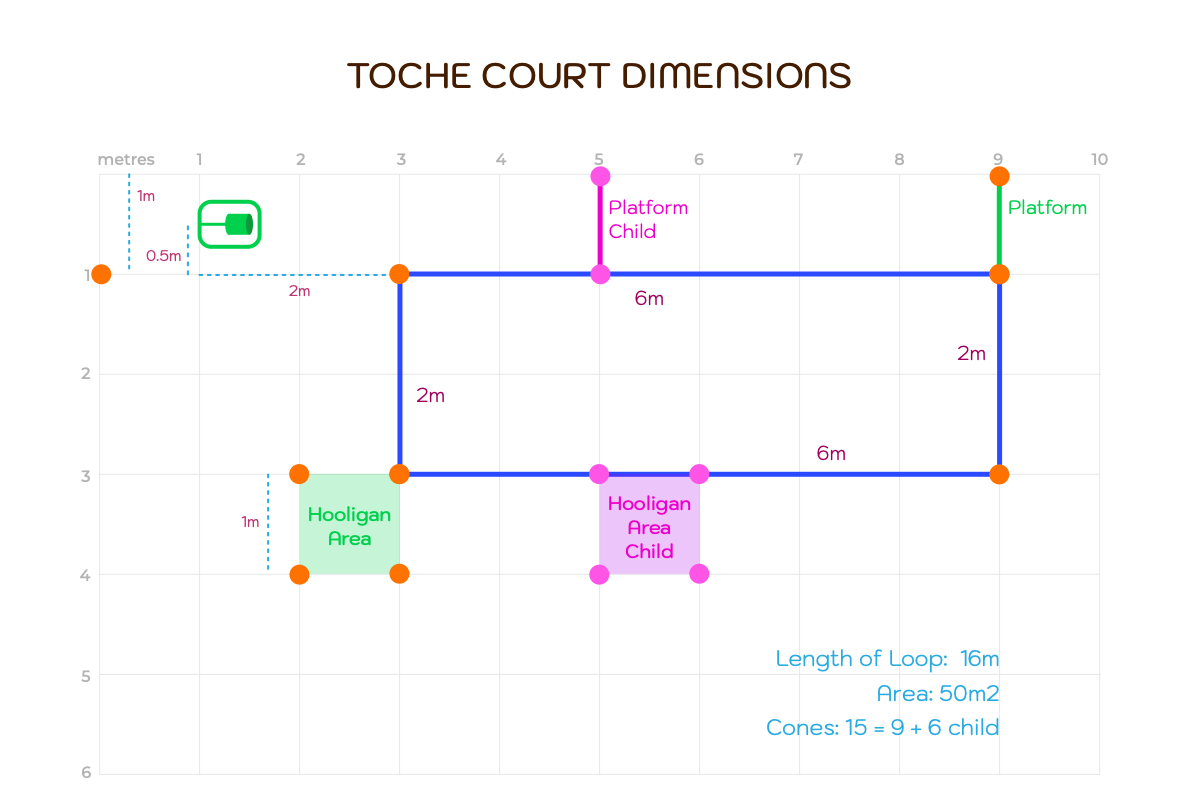 TOCHE COURT DIMENSIONS
metres 1 2 3 4 5 6 7 8 9 10
1m
Platform
Child
Platform
0.5m
1
2m
6m
2
2m
2m
6m
3
Hooligan
Area
Hooligan
Area
Child
1m
4
Length of Loop: 16m
5
Area: 50m2
Cones: 15 = 9 + 6 child
6